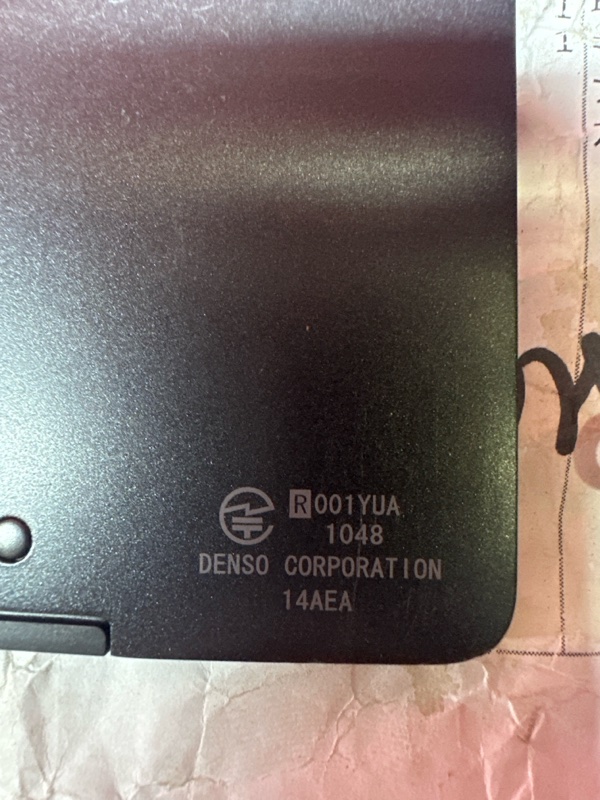 R001YUA
1048
DENSO CORPORATION
14AEA